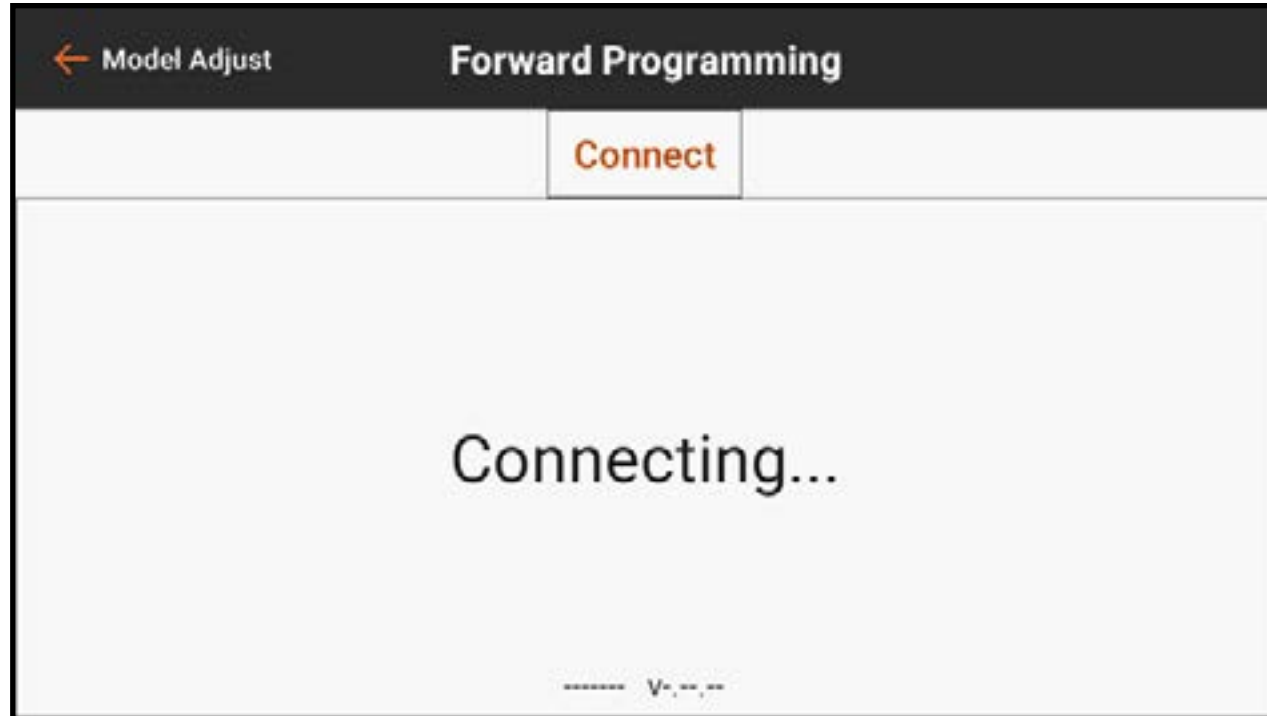 ← Model Adjust Forward Programming
Connect
Connecting...
------- v-.--.--